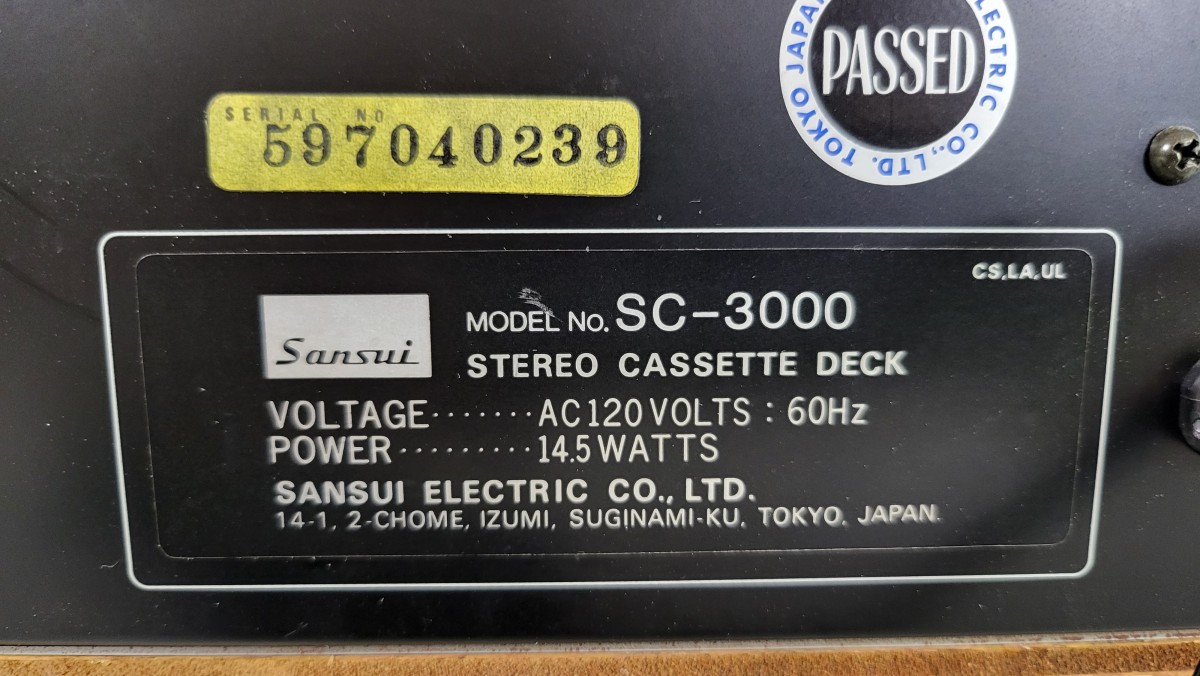 PASSED
ELECTRIC CO., LTD. TOKYO JAPAN
SERIAL NO
597040239
CS,LA,UL
Sansui
MODEL No. SC-3000
STEREO CASSETTE DECK
VOLTAGE······· AC120VOLTS : 60Hz
POWER ········· 14.5WATTS
SANSUI ELECTRIC CO., LTD.
14-1, 2-CHOME, IZUMI, SUGINAMI-KU, TOKYO. JAPAN.